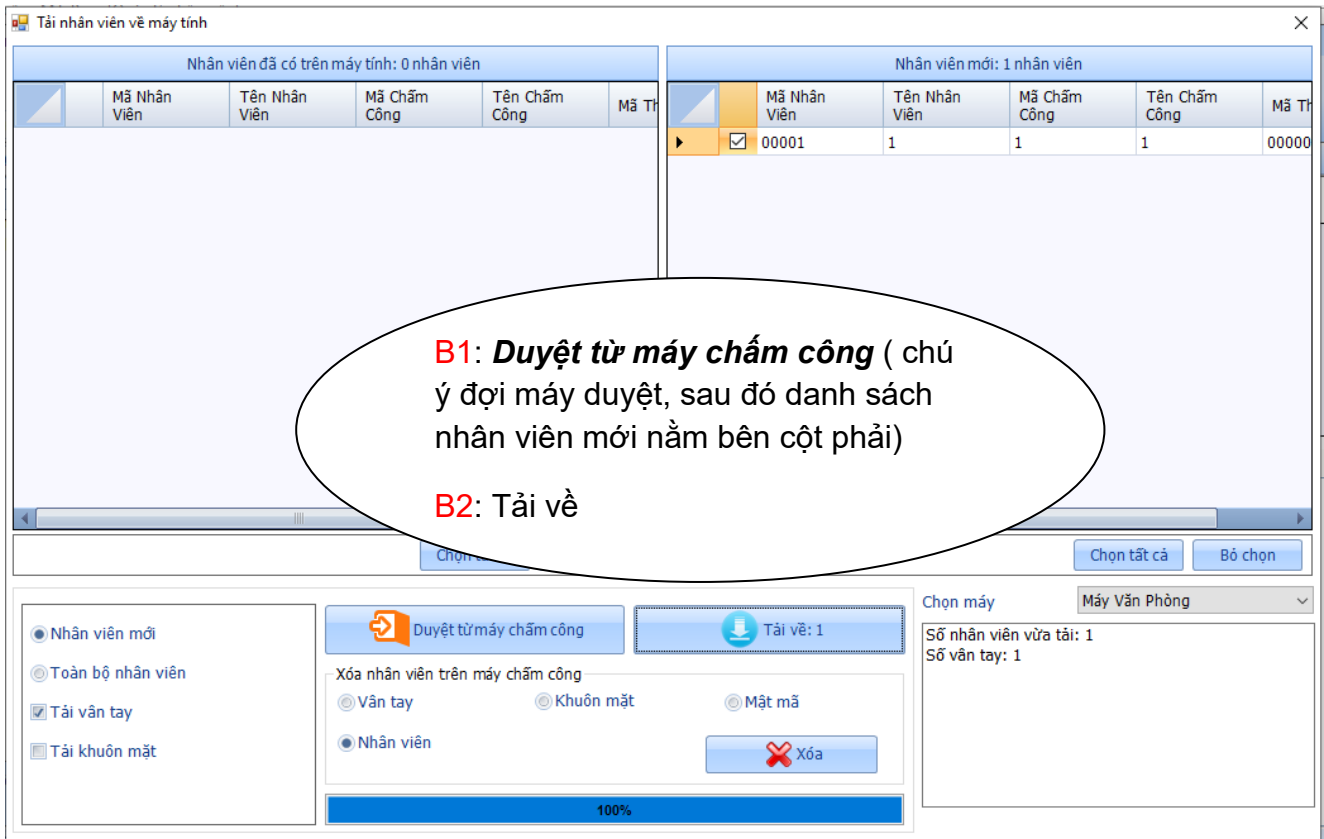 Tải nhân viên về máy tính
Nhân viên đã có trên máy tính: 0 nhân viên
Nhân viên mới: 1 nhân viên
Mã Nhân Viên Tên Nhân Viên Mã Chấm Công Tên Chấm Công Mã Th
Mã Nhân Viên Tên Nhân Viên Mã Chấm Công Tên Chấm Công Mã Th
00001 1 1 1 00000
B1: Duyệt từ máy chấm công ( chú
ý đợi máy duyệt, sau đó danh sách
nhân viên mới nằm bên cột phải)
B2: Tải về
Chọn
Chọn tất cả
Bỏ chọn
Nhân viên mới
Toàn bộ nhân viên
Tải vân tay
Tải khuôn mặt
Duyệt từ máy chấm công
Tải về: 1
Xóa nhân viên trên máy chấm công
Vân tay
Khuôn mặt
Mật mã
Nhân viên
Xóa
100%
Chọn máy
Máy Văn Phòng
Số nhân viên vừa tải: 1
Số vân tay: 1